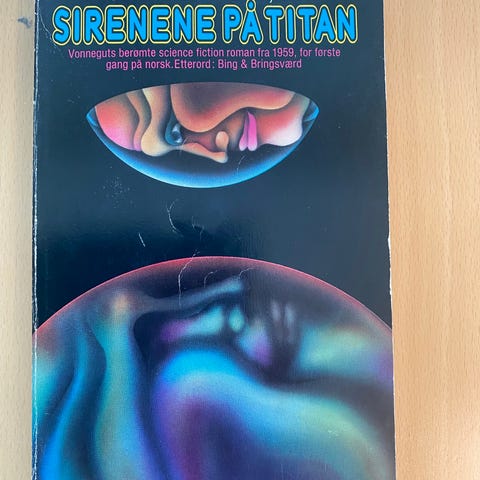 SIRENENE PÅ TITAN
Vonneguts berømte science fiction roman fra 1959, for første
gang på norsk. Etterord: Bing & Bringsværd